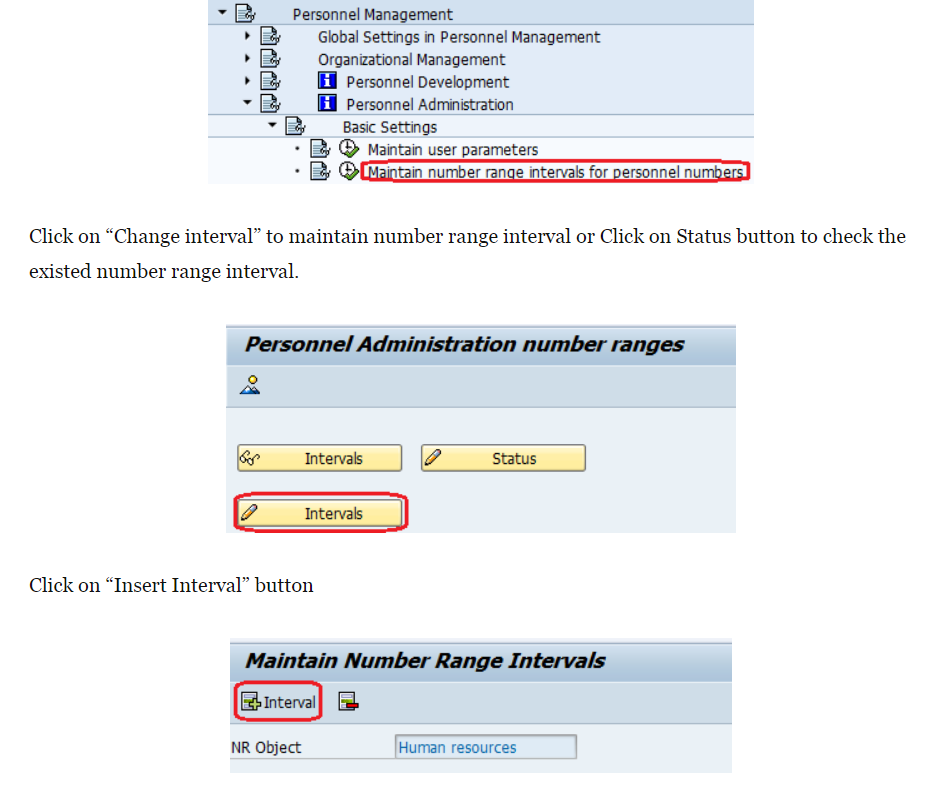 Personnel Management
Global Settings in Personnel Management
Organizational Management
Personnel Development
Personnel Administration
Basic Settings
Maintain user parameters
Maintain number range intervals for personnel numbers
Click on “Change interval” to maintain number range interval or Click on Status button to check the
existed number range interval.
Personnel Administration number ranges
Intervals Status
Intervals
Click on “Insert Interval” button
Maintain Number Range Intervals
Interval
NR Object Human resources